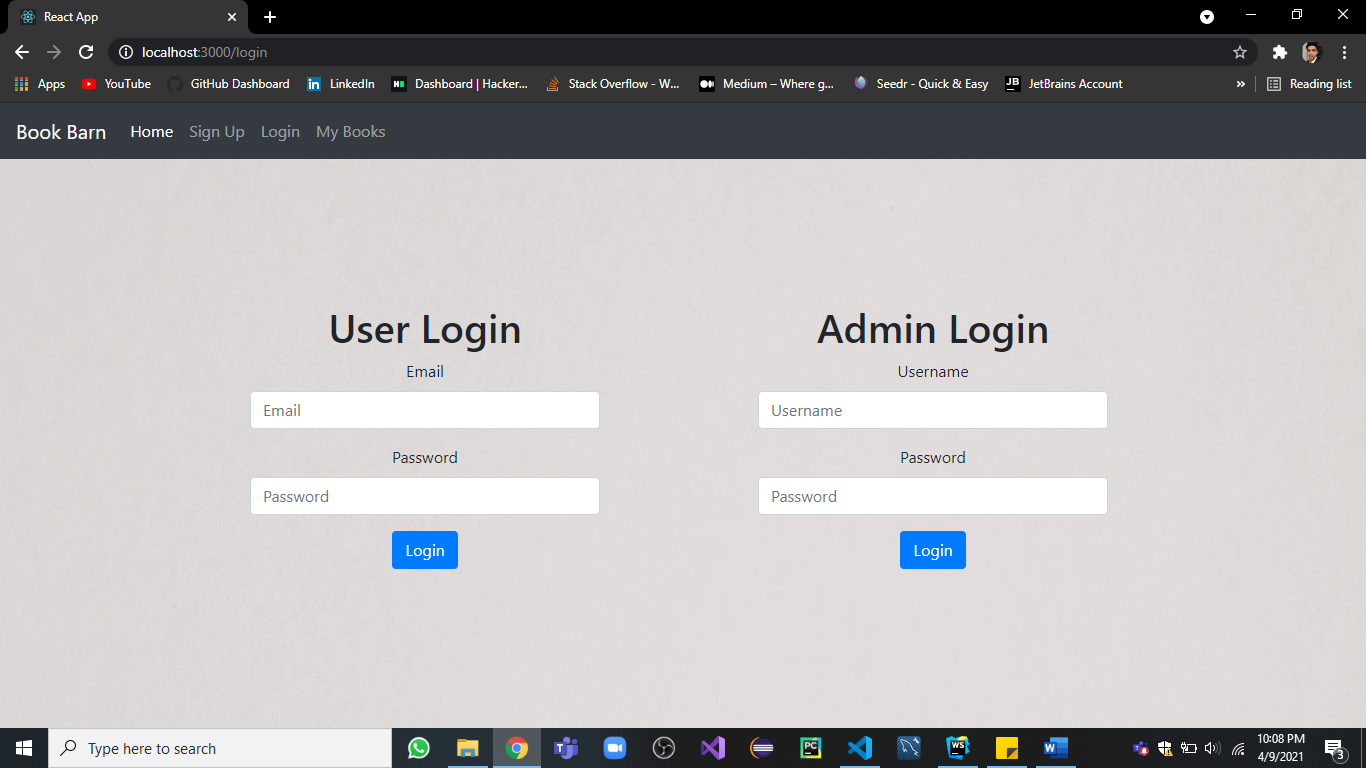 React App
localhost:3000/login
Apps YouTube GitHub Dashboard LinkedIn Dashboard | Hacker... Stack Overflow - W... Medium – Where g... Seedr - Quick & Easy JetBrains Account » Reading list
Book Barn Home Sign Up Login My Books
User Login
Email
Email
Password
Password
Login
Admin Login
Username
Username
Password
Password
Login
Type here to search
10:08 PM
4/9/2021
3